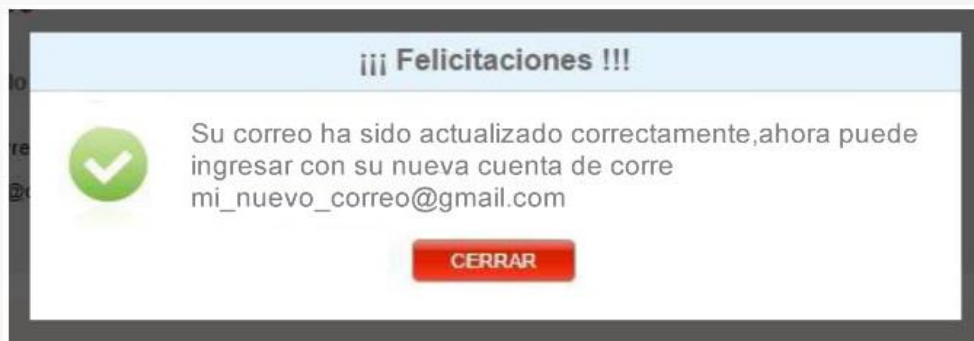 ¡¡¡ Felicitaciones !!!
Su correo ha sido actualizado correctamente,ahora puede
ingresar con su nueva cuenta de corre
mi_nuevo_correo@gmail.com
CERRAR